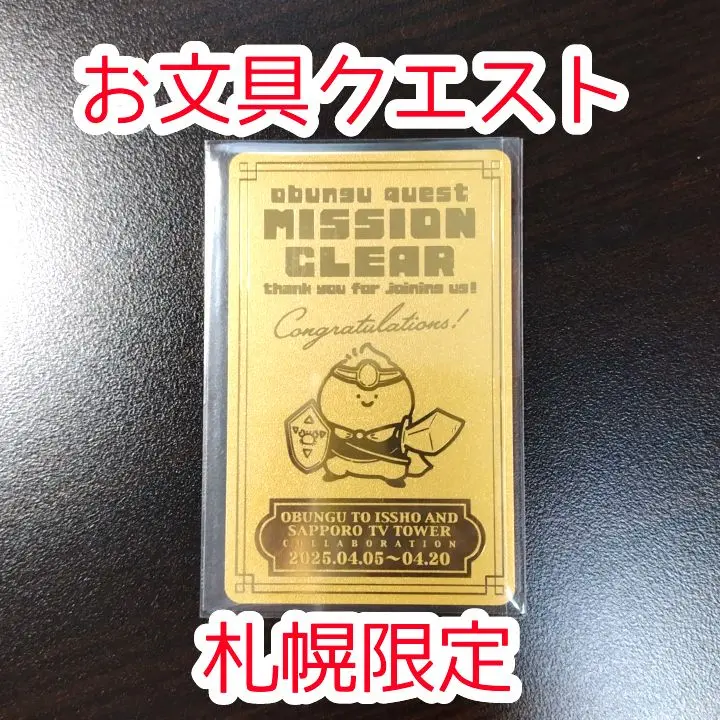 お文具クエスト
obungu quest
MISSION
CLEAR
thank you for joining us!
Congratulations!
OBUNGU TO ISSHO AND
SAPPORO TV TOWER
COLLABORATION
2025.04.05～04.20
札幌限定